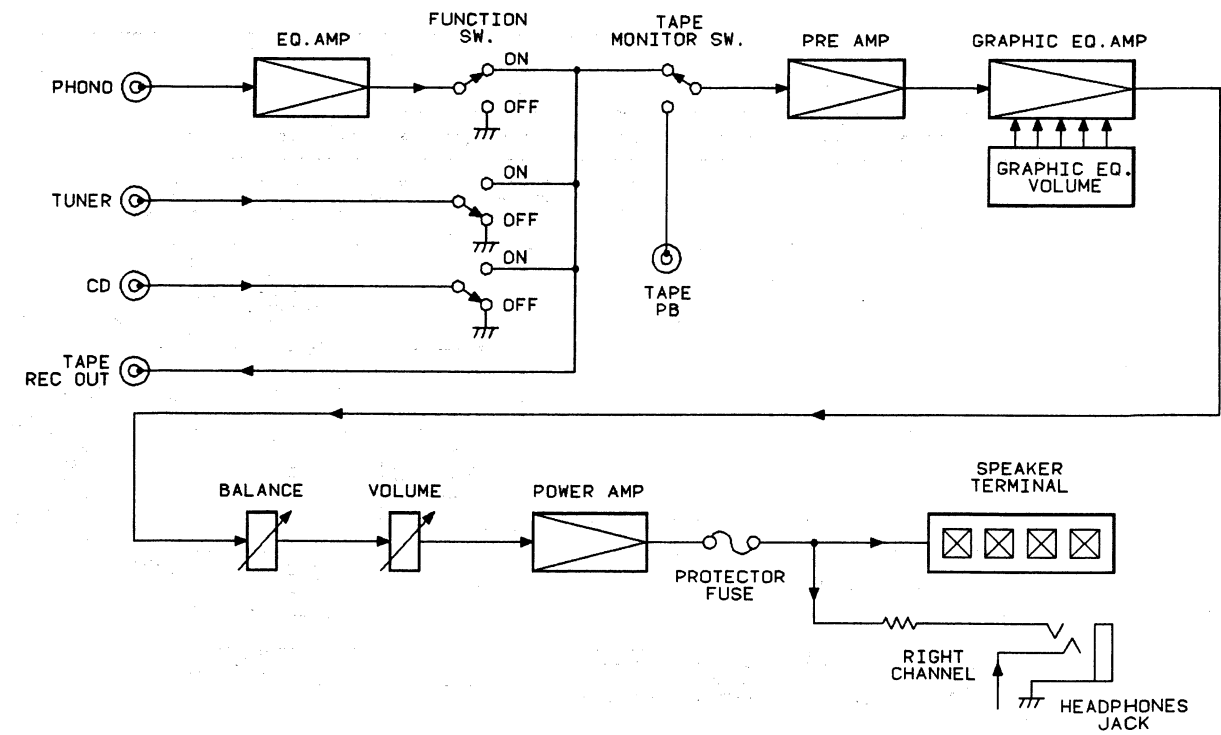 FUNCTION
SW.
TAPE
MONITOR SW.
EQ.AMP
PRE AMP
GRAPHIC EQ.AMP
PHONO
ON
OFF
GRAPHIC EQ.
VOLUME
TUNER
ON
OFF
CD
ON
OFF
TAPE
PB
TAPE
REC OUT
BALANCE
VOLUME
POWER AMP
SPEAKER
TERMINAL
PROTECTOR
FUSE
RIGHT
CHANNEL
HEADPHONES
JACK